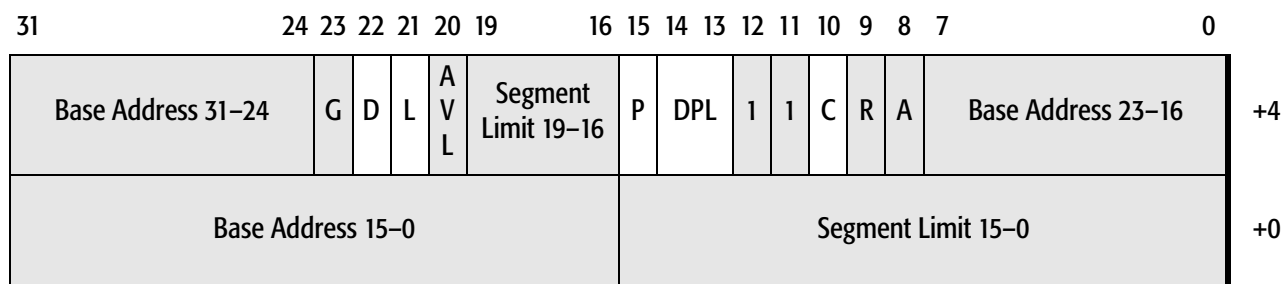 31 24 23 22 21 20 19 16 15 14 13 12 11 10 9 8 7 0
Base Address 31–24 G D L AVL Segment Limit 19–16 P DPL 1 1 C R A Base Address 23–16 +4
Base Address 15–0 Segment Limit 15–0 +0